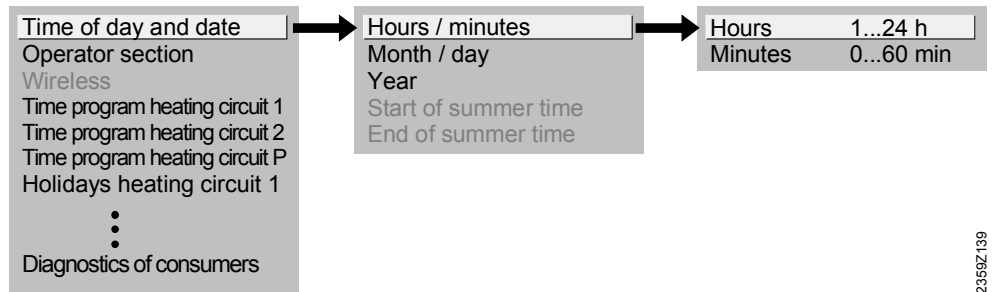 Time of day and date
Operator section
Wireless
Time program heating circuit 1
Time program heating circuit 2
Time program heating circuit P
Holidays heating circuit 1
Diagnostics of consumers
Hours / minutes
Month / day
Year
Start of summer time
End of summer time
Hours 1...24 h
Minutes 0...60 min
2359Z139